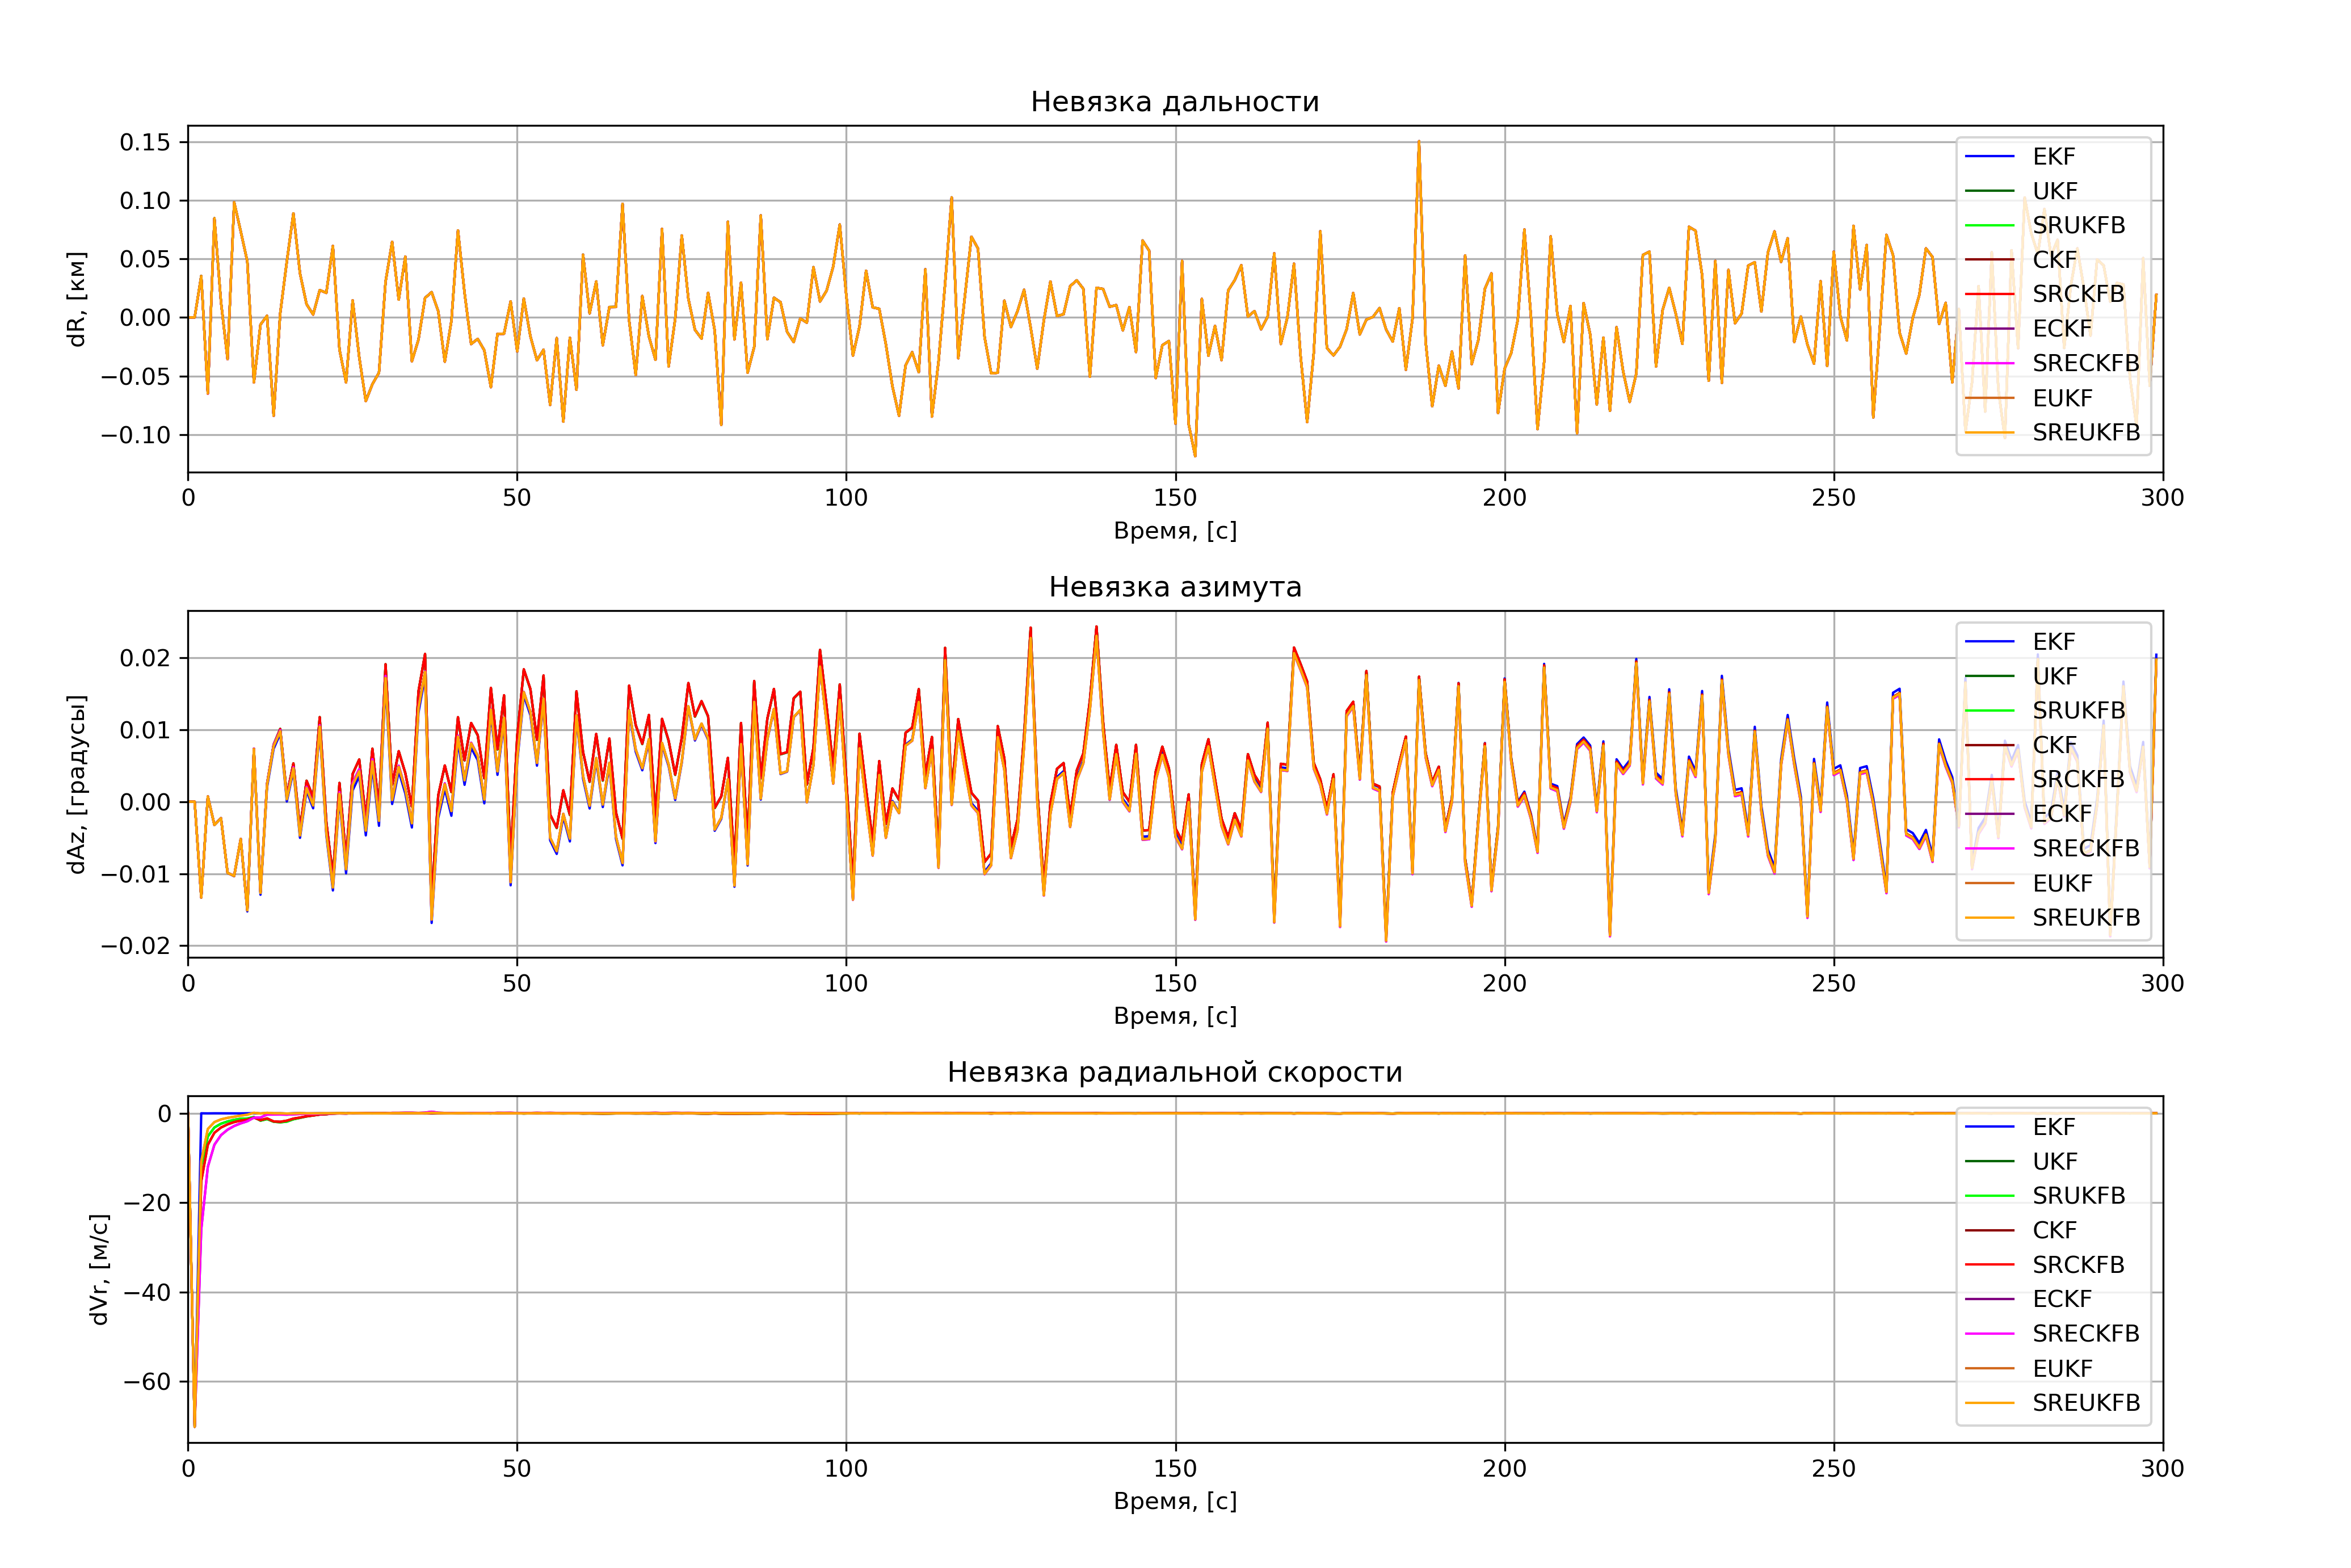 Невязка дальности
0.15
0.10
0.05
0.00
−0.05
−0.10
dR, [км]
EKF
UKF
SRUKFB
CKF
SRCKFB
ECKF
SRECKFB
EUKF
SREUKFB
0 50 100 150 200 250 300
Время, [с]
Невязка азимута
0.02
0.01
0.00
−0.01
−0.02
dAz, [градусы]
EKF
UKF
SRUKFB
CKF
SRCKFB
ECKF
SRECKFB
EUKF
SREUKFB
0 50 100 150 200 250 300
Время, [с]
Невязка радиальной скорости
0
−20
−40
−60
dVr, [м/с]
EKF
UKF
SRUKFB
CKF
SRCKFB
ECKF
SRECKFB
EUKF
SREUKFB
0 50 100 150 200 250 300
Время, [с]